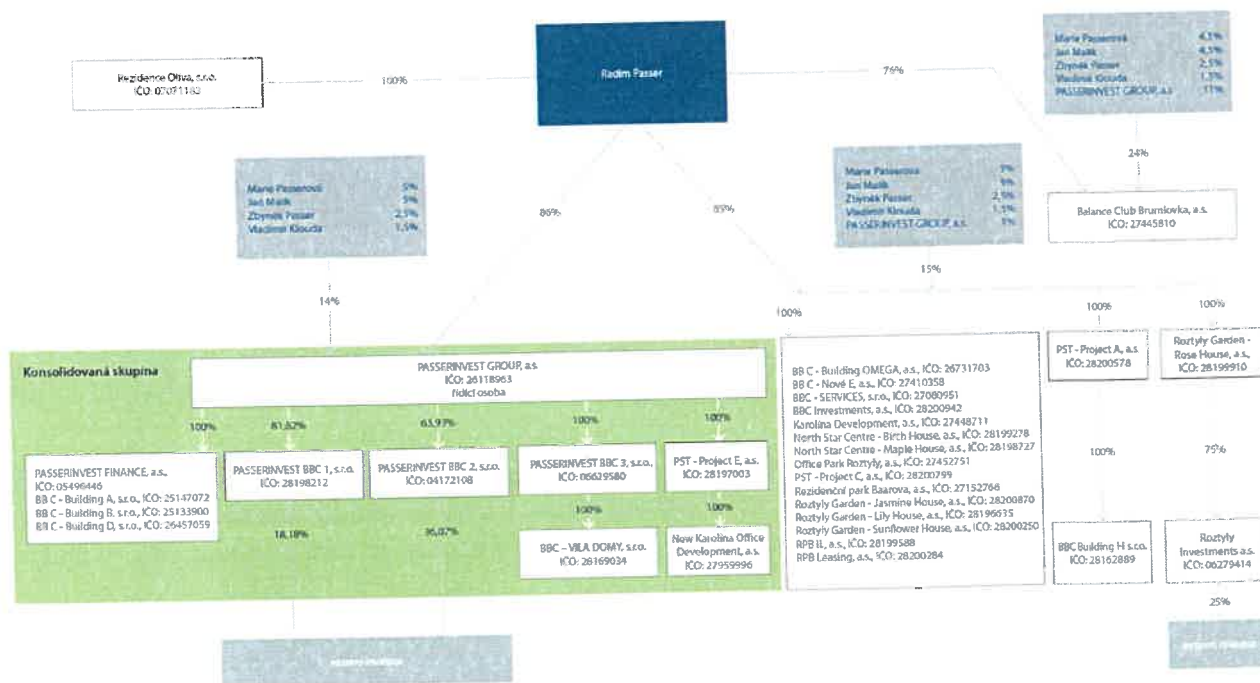 Rezidence Oliva, s.r.o.
IČO: 07071183
100%
Radim Passer
76%
Marie Passerová 4,5%
Jan Malík 4,5%
Zbyněk Passer 2,5%
Vladimír Klouda 1,5%
PASSERINVEST GROUP, a.s. 11%
24%
Balance Club Brumlovka, a.s.
IČO: 27445810
Marie Passerová 5%
Jan Malík 5%
Zbyněk Passer 2,5%
Vladimír Klouda 1,5%
14%
86%
85%
Marie Passerová 5%
Jan Malík 5%
Zbyněk Passer 2,5%
Vladimír Klouda 1,5%
PASSERINVEST GROUP, a.s. 1%
15%
100%
100%
100%
Konsolidovaná skupina
PASSERINVEST GROUP, a.s.
IČO: 26118963
řídící osoba
100%
81,82%
63,93%
100%
100%
PASSERINVEST FINANCE, a.s.,
IČO: 05496446
BB C - Building A, s.r.o., IČO: 25147072
BB C - Building B, s.r.o., IČO: 25133900
BB C - Building D, s.r.o., IČO: 26457059
PASSERINVEST BBC 1, s.r.o.
IČO: 28198212
18,18%
PASSERINVEST BBC 2, s.r.o.
IČO: 04172108
36,07%
PASSERINVEST BBC 3, s.r.o.,
IČO: 06629580
100%
BBC – VILA DOMY, s.r.o.
IČO: 28169034
PST - Project E, a.s.
IČO: 28197003
100%
New Karolina Office
Development, a.s.
IČO: 27959996
BB C - Building OMEGA, a.s., IČO: 26731703
BB C - Nové E, a.s., IČO: 27410358
BBC - SERVICES, s.r.o., IČO: 27080951
BBC Investments, a.s., IČO: 28200942
Karolina Development, a.s., IČO: 27448711
North Star Centre - Birch House, a.s., IČO: 28199278
North Star Centre - Maple House, a.s., IČO: 28198727
Office Park Roztyly, a.s., IČO: 27452751
PST - Project C, a.s., IČO: 28200799
Rezidenční park Baarova, a.s., IČO: 27152766
Roztyly Garden - Jasmine House, a.s., IČO: 28200870
Roztyly Garden - Lily House, a.s., IČO: 28196635
Roztyly Garden - Sunflower House, a.s., IČO: 28200250
RPB II., a.s., IČO: 28199588
RPB Leasing, a.s., IČO: 28200284
PST - Project A, a.s.
IČO: 28200578
100%
BBC Building H s.r.o.
IČO: 28162889
Roztyly Garden -
Rose House, a.s.,
IČO: 28199910
75%
Roztyly
Investments a.s.
IČO: 06279414
25%